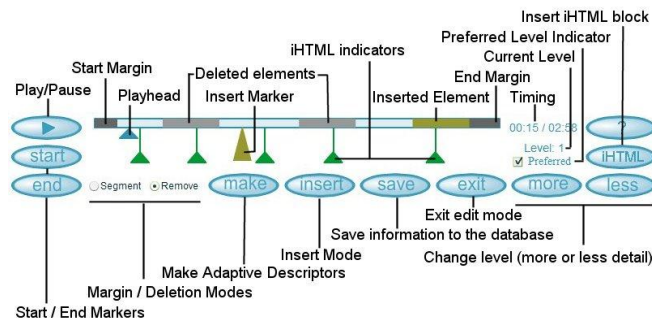 Insert iHTML block
Preferred Level Indicator
iHTML indicators
Current Level
Start Margin
Deleted elements
End Margin
Play/Pause
Playhead
Insert Marker
Inserted Element
Timing
00:15 / 02:58
?
start
Level: 1
Preferred
iHTML
end
Segment
Remove
make
insert
save
exit
more
less
Exit edit mode
Save information to the database
Insert Mode
Change level (more or less detail)
Make Adaptive Descriptors
Margin / Deletion Modes
Start / End Markers